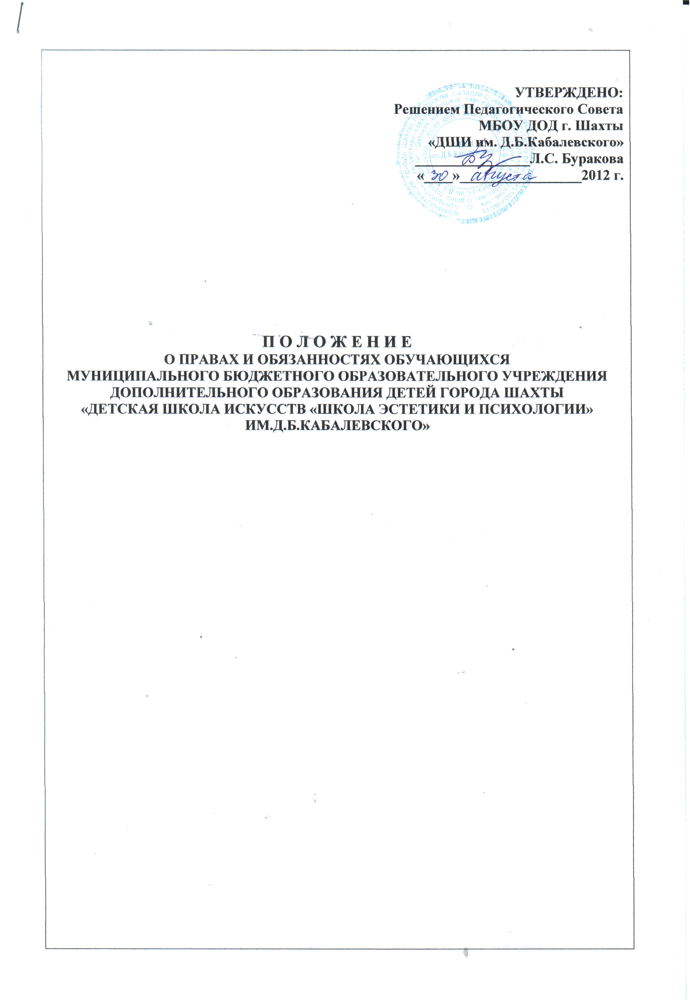 УТВЕРЖДЕНО:
Решением Педагогического Совета
МБОУ ДОД г. Шахты
«ДШИ им. Д.Б.Кабалевского»
Л.С. Буракова
«30» августа 2012 г.
П О Л О Ж Е Н И Е
О ПРАВАХ И ОБЯЗАННОСТЯХ ОБУЧАЮЩИХСЯ
МУНИЦИПАЛЬНОГО БЮДЖЕТНОГО ОБРАЗОВАТЕЛЬНОГО УЧРЕЖДЕНИЯ
ДОПОЛНИТЕЛЬНОГО ОБРАЗОВАНИЯ ДЕТЕЙ ГОРОДА ШАХТЫ
«ДЕТСКАЯ ШКОЛА ИСКУССТВ «ШКОЛА ЭСТЕТИКИ И ПСИХОЛОГИИ»
ИМ.Д.Б.КАБАЛЕВСКОГО»